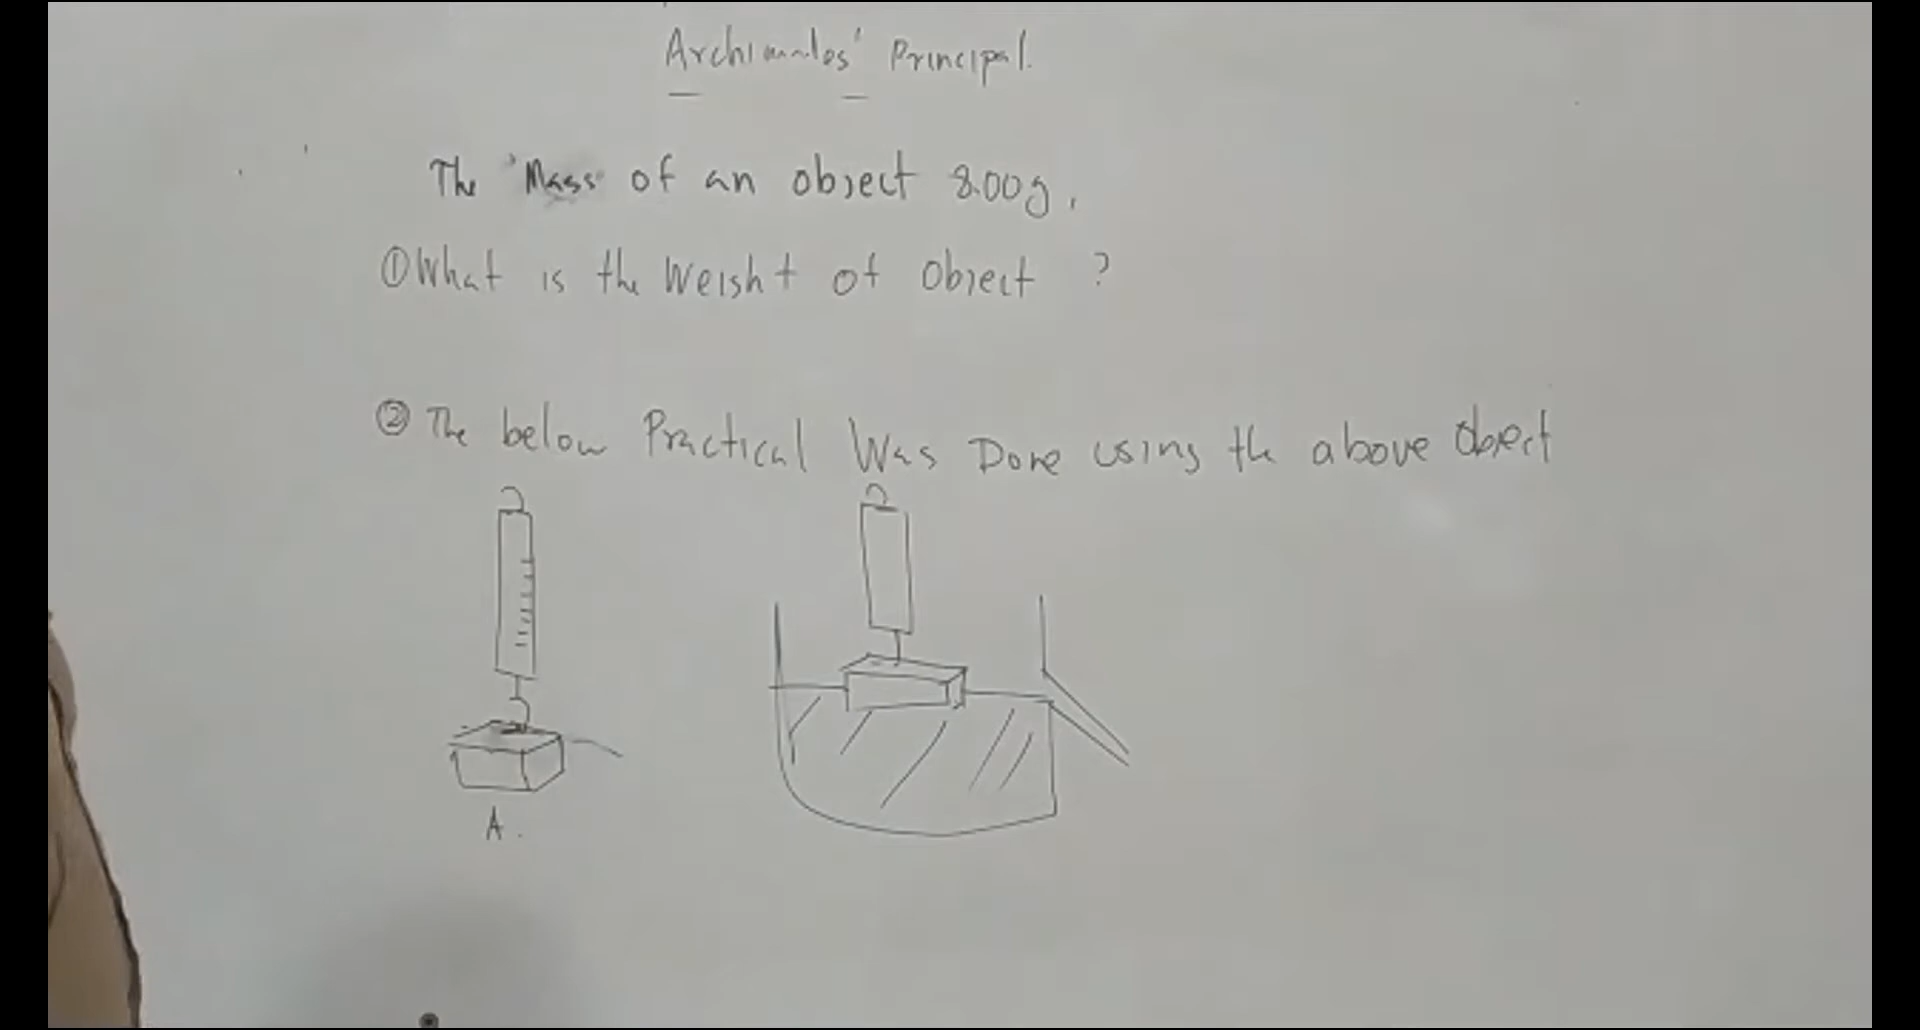 Archimedes' Principal.
The Mass of an object 800g.
① What is the Weight of Object ?
② The below Practical Was Done using the above Object
A.